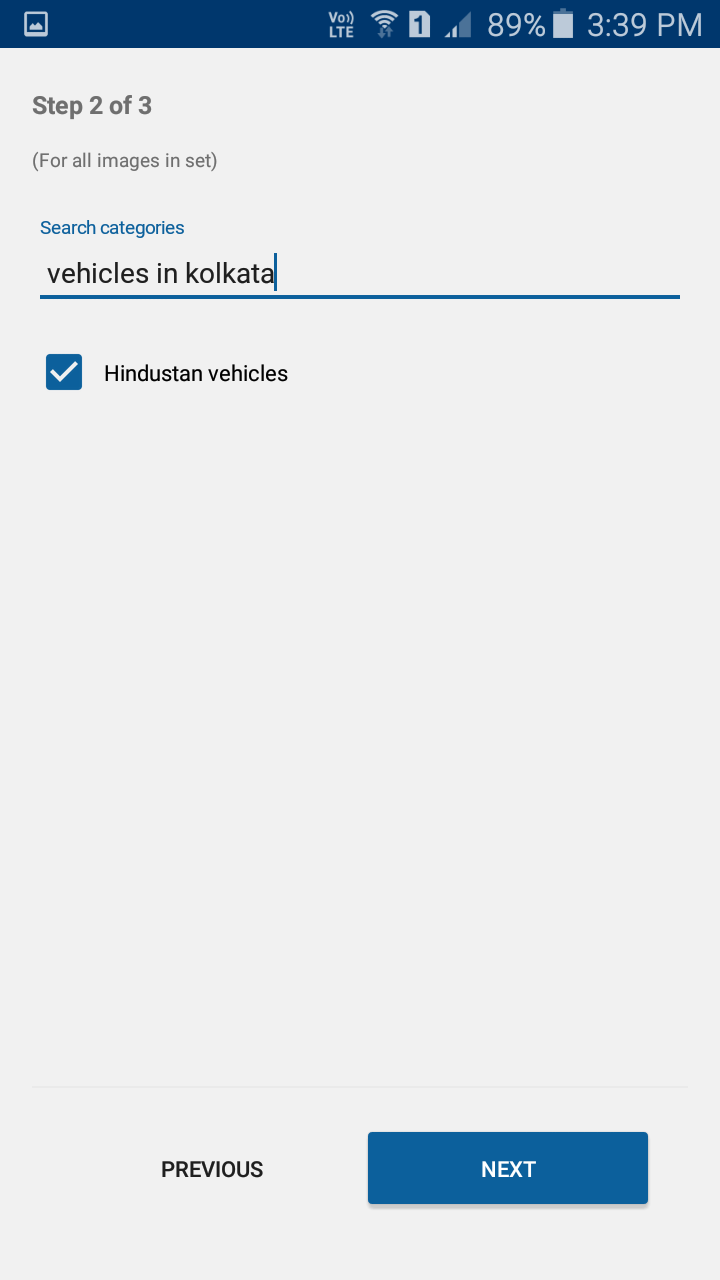 Vo)) LTE 1 89% 3:39 PM
Step 2 of 3
(For all images in set)
Search categories
vehicles in kolkata
Hindustan vehicles
PREVIOUS NEXT